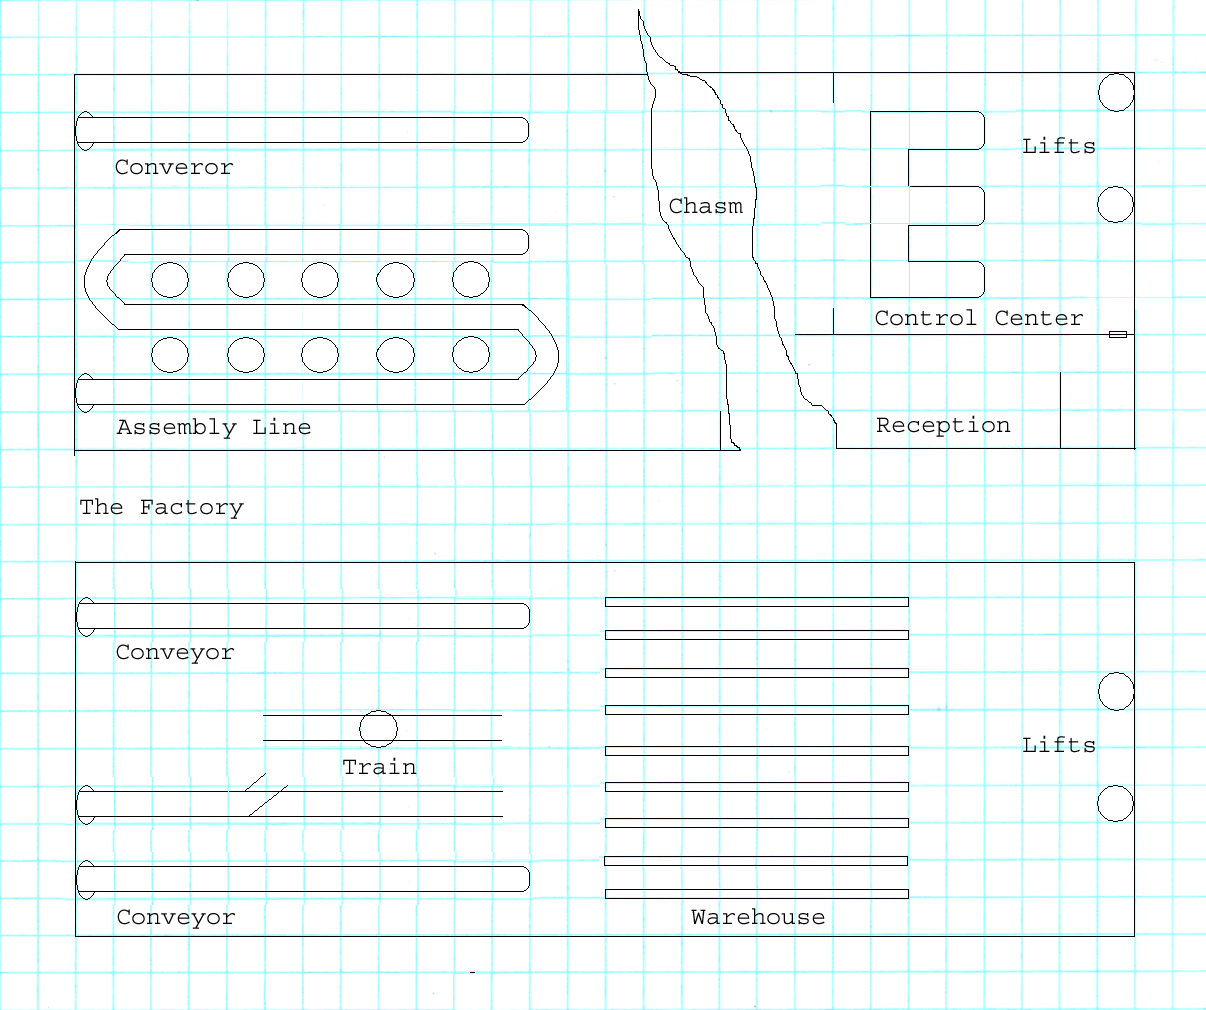 Converor
Lifts
Chasm
Control Center
Assembly Line
Reception
The Factory
Conveyor
Lifts
Train
Conveyor
Warehouse